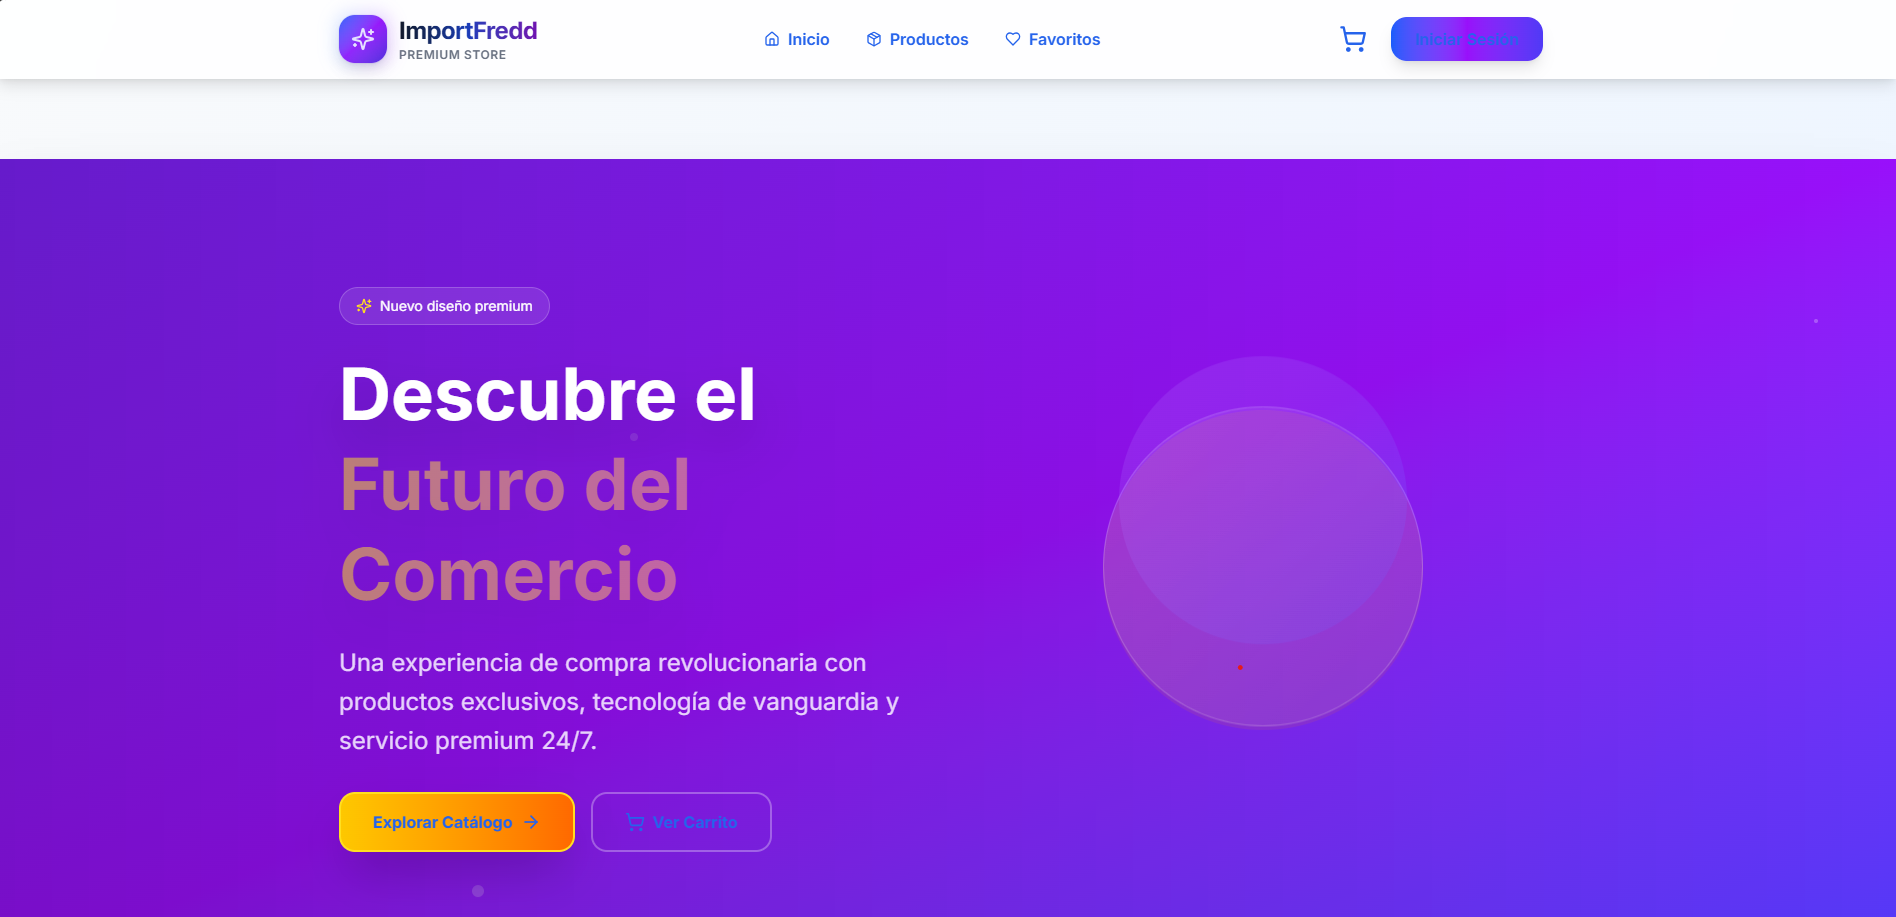 ImportFredd
PREMIUM STORE
Inicio
Productos
Favoritos
Iniciar Sesión
Nuevo diseño premium
Descubre el
Futuro del
Comercio
Una experiencia de compra revolucionaria con
productos exclusivos, tecnología de vanguardia y
servicio premium 24/7.
Explorar Catálogo
Ver Carrito